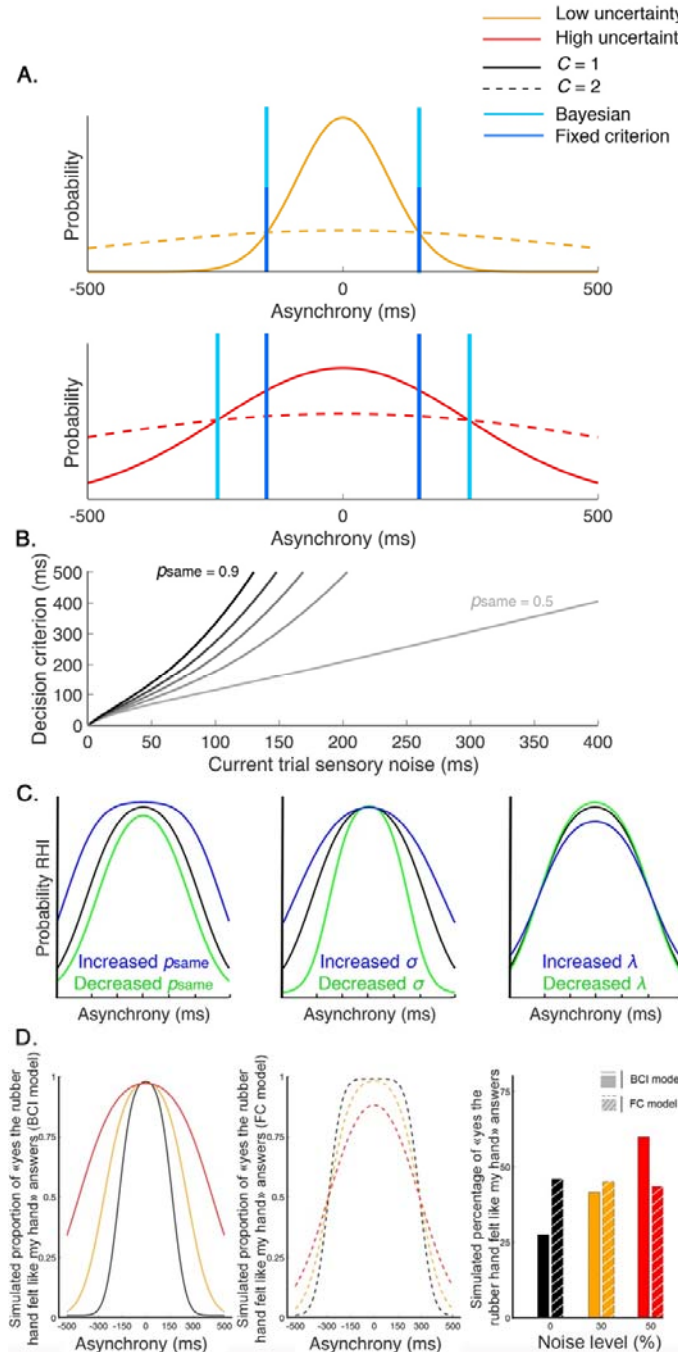 Low uncertainty
High uncertaint
C = 1
C = 2
Bayesian
Fixed criterion
A.
Probability
-500
0
500
Asynchrony (ms)
Probability
-500
0
500
Asynchrony (ms)
B.
Decision criterion (ms)
500
400
300
200
100
0
psame = 0.9
psame = 0.5
0
50
100
150
200
250
300
350
400
Current trial sensory noise (ms)
C.
Probability RHI
Increased psame
Decreased psame
Asynchrony (ms)
Increased σ
Decreased σ
Asynchrony (ms)
Increased λ
Decreased λ
Asynchrony (ms)
D.
Simulated proportion of «yes the rubber
hand felt like my hand» answers (BCI model)
1
0.75
0.5
0.25
0
-500
-300
-150
0
150
300
500
Asynchrony (ms)
Simulated proportion of «yes the rubber
hand felt like my hand» answers (FC model)
1
0.75
0.5
0.25
0
-500
-300
-150
0
150
300
500
Asynchrony (ms)
Simulated percentage of «yes the
rubber hand felt like my hand» answers
75
50
25
0
BCI mode
FC model
0
30
50
Noise level (%)